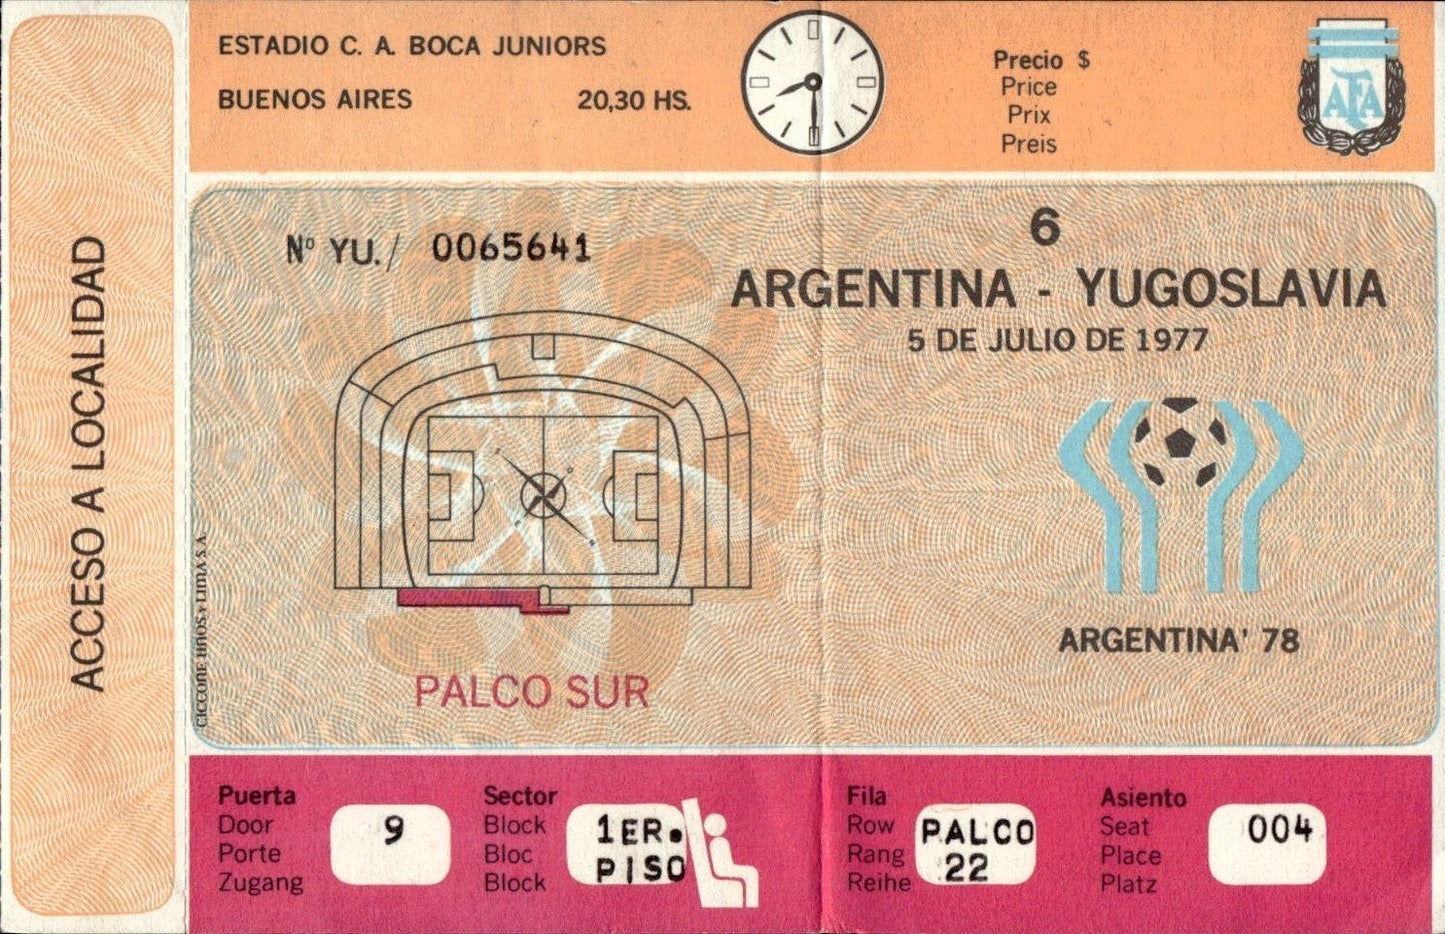 ACCESO A LOCALIDAD
ESTADIO C. A. BOCA JUNIORS
BUENOS AIRES 20,30 HS.
Precio $
Price
Prix
Preis
AFA
Nº YU./ 0065641
6
ARGENTINA - YUGOSLAVIA
5 DE JULIO DE 1977
ARGENTINA' 78
PALCO SUR
CICCONE HNOS. y LIMA S.A.
Puerta
Door
Porte
Zugang
9
Sector
Block
Bloc
Block
1ER.
PISO
Fila
Row
Rang
Reihe
PALCO
22
Asiento
Seat
Place
Platz
004